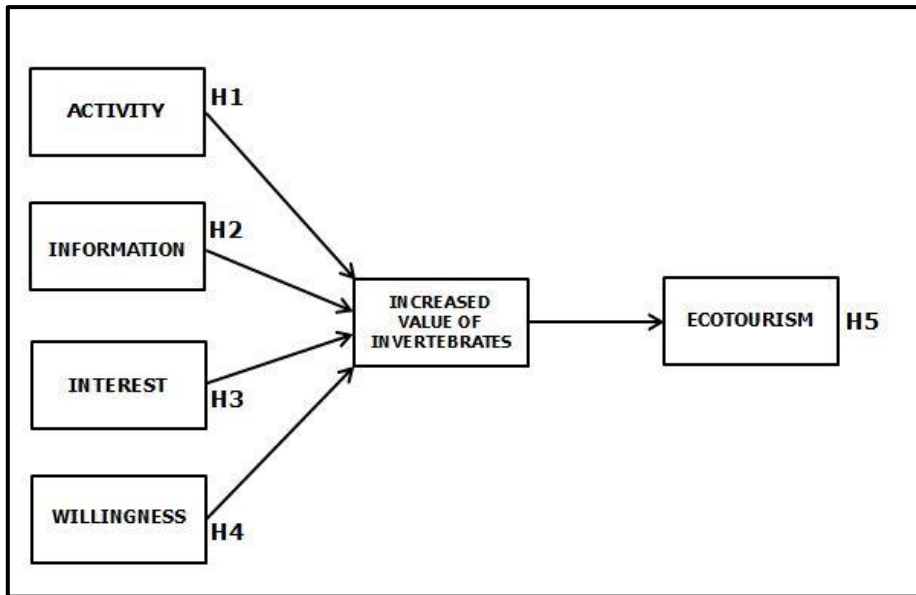 ACTIVITY
H1
INFORMATION
H2
INTEREST
H3
WILLINGNESS
H4
INCREASED
VALUE OF
INVERTEBRATES
ECOTOURISM
H5